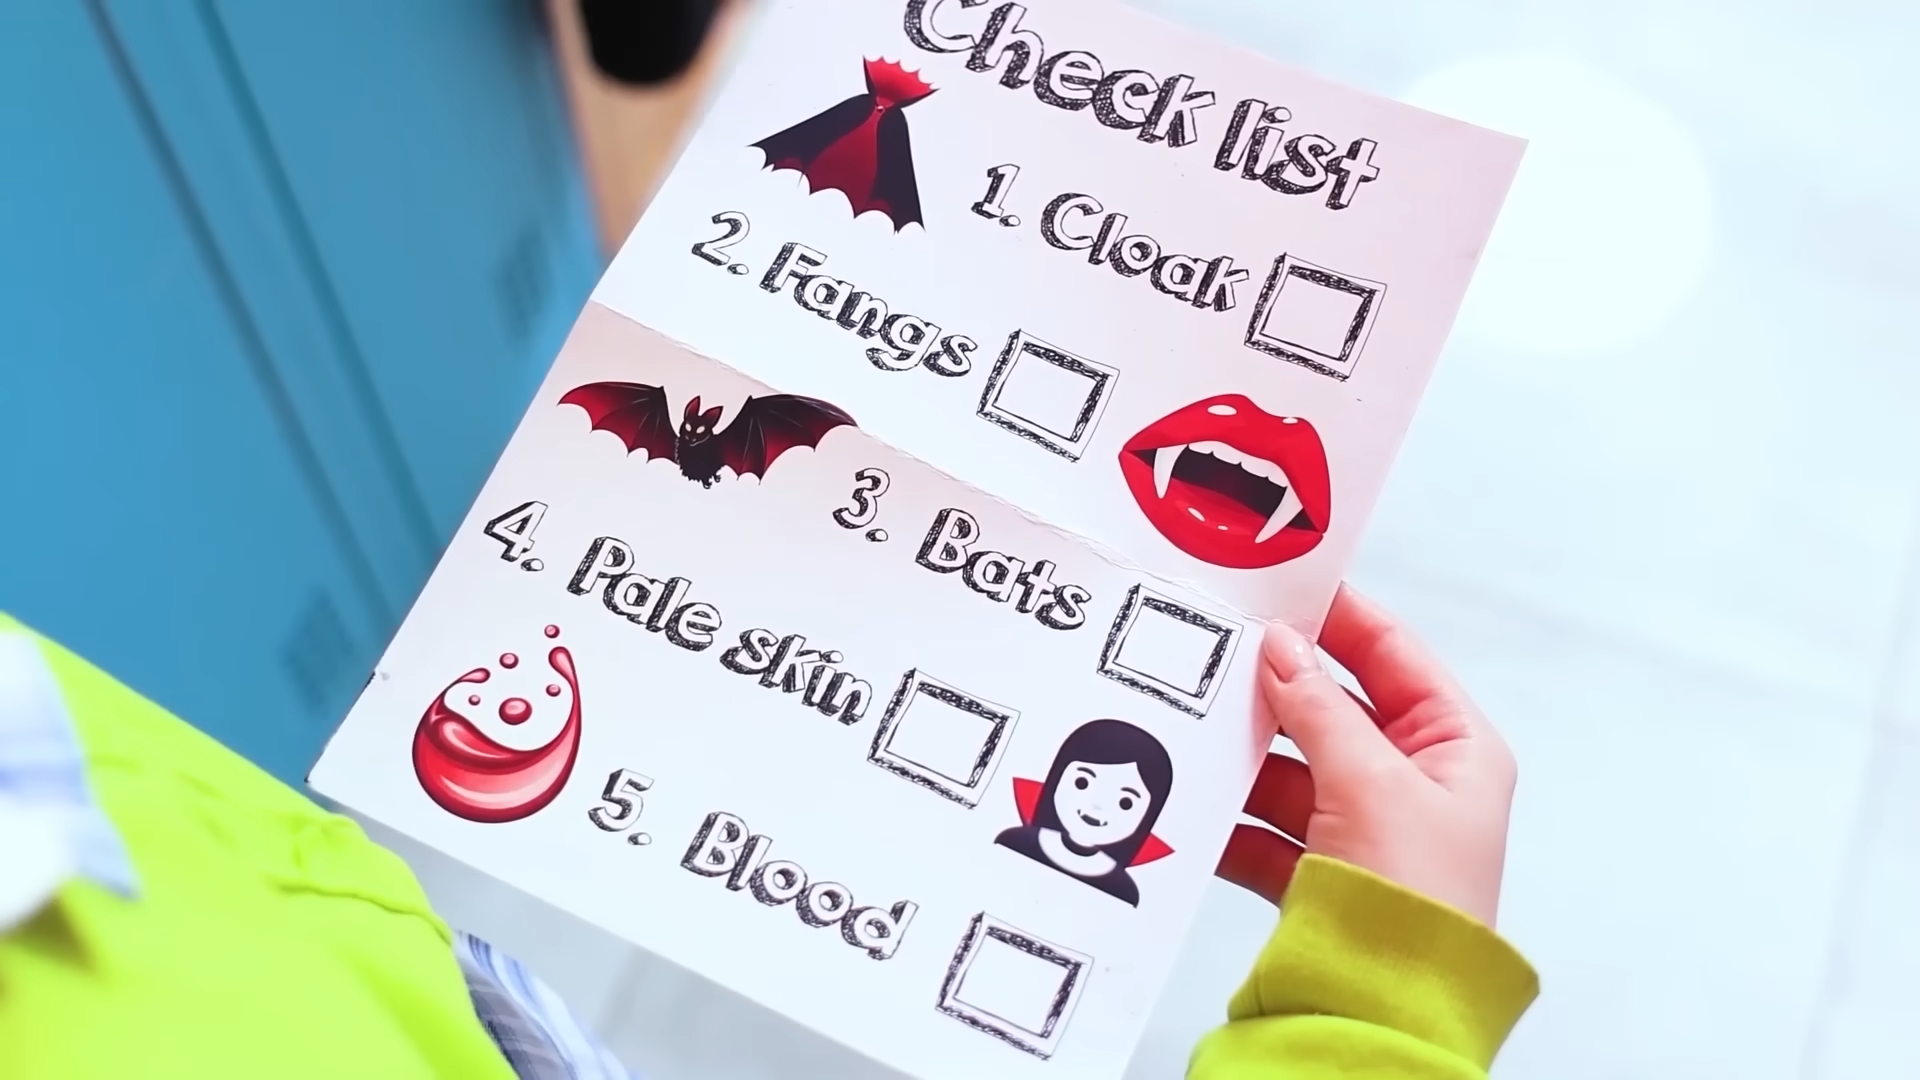 Check list
1. Cloak
2. Fangs
3. Bats
4. Pale skin
5. Blood